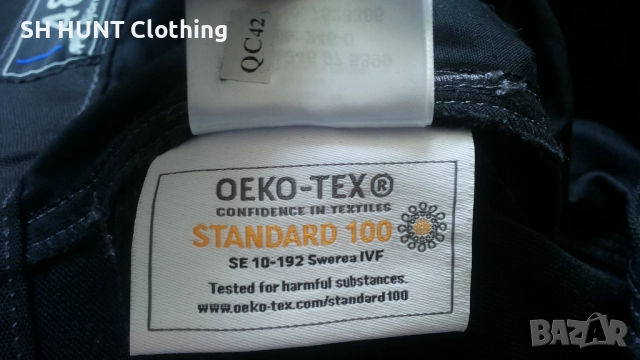 SH HUNT Clothing
QC42
OEKO-TEX®
CONFIDENCE IN TEXTILES
STANDARD 100
SE 10-192 Swerea IVF
Tested for harmful substances.
www.oeko-tex.com/standard100
BAZAR